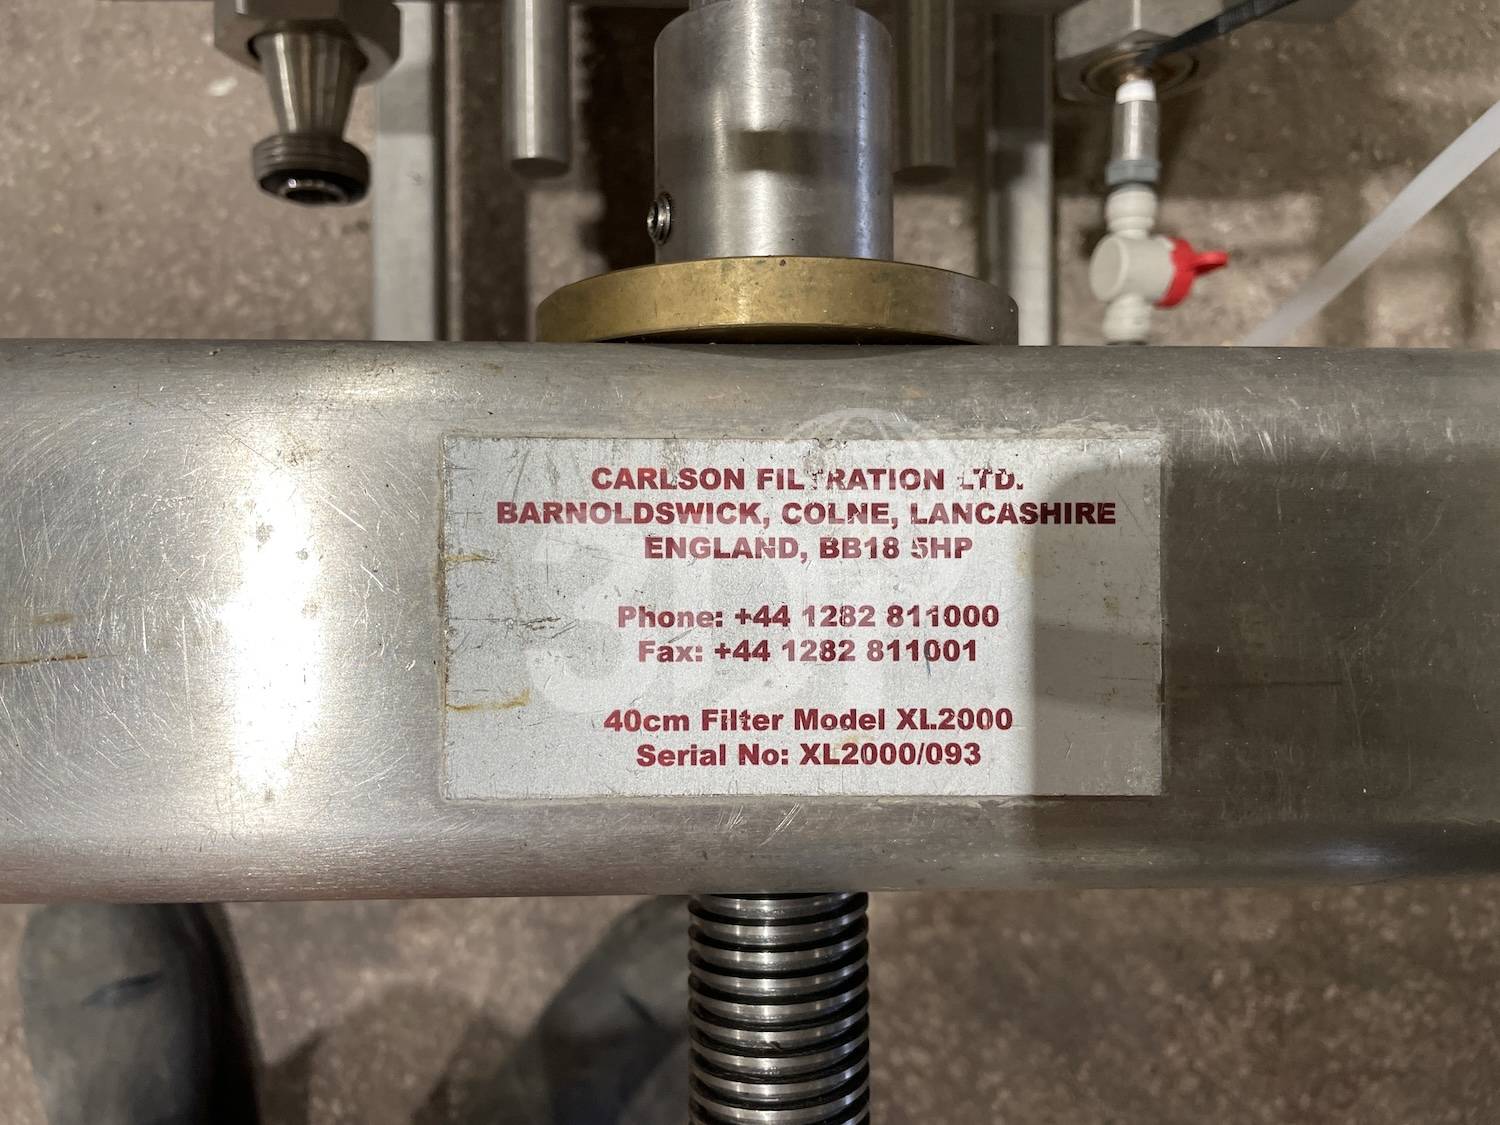 CARLSON FILTRATION LTD.
BARNOLDSWICK, COLNE, LANCASHIRE
ENGLAND, BB18 5HP
Phone: +44 1282 811000
Fax: +44 1282 811001
40cm Filter Model XL2000
Serial No: XL2000/093